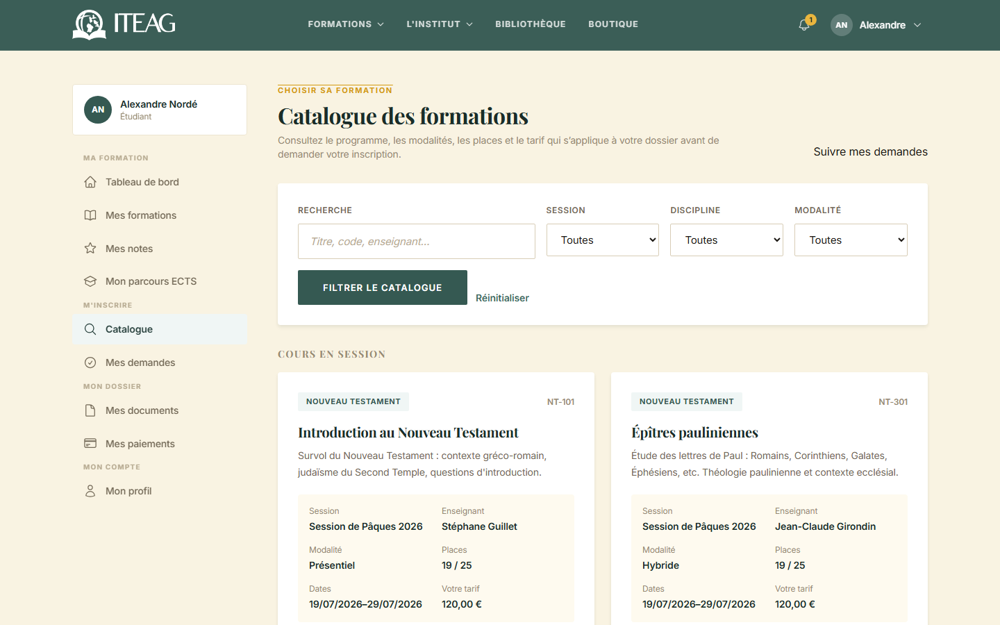 ITEAG
FORMATIONS
L'INSTITUT
BIBLIOTHÈQUE
BOUTIQUE
1
AN
Alexandre
AN
Alexandre Nordé
Étudiant
MA FORMATION
Tableau de bord
Mes formations
Mes notes
Mon parcours ECTS
M'INSCRIRE
Catalogue
Mes demandes
MON DOSSIER
Mes documents
Mes paiements
MON COMPTE
Mon profil
CHOISIR SA FORMATION
Catalogue des formations
Consultez le programme, les modalités, les places et le tarif qui s’applique à votre dossier avant de
demander votre inscription.
Suivre mes demandes
RECHERCHE
Titre, code, enseignant...
SESSION
Toutes
DISCIPLINE
Toutes
MODALITÉ
Toutes
FILTRER LE CATALOGUE
Réinitialiser
COURS EN SESSION
NOUVEAU TESTAMENT
NT-101
Introduction au Nouveau Testament
Survol du Nouveau Testament : contexte gréco-romain,
judaïsme du Second Temple, questions d'introduction.
Session
Session de Pâques 2026
Enseignant
Stéphane Guillet
Modalité
Présentiel
Places
19 / 25
Dates
19/07/2026–29/07/2026
Votre tarif
120,00 €
NOUVEAU TESTAMENT
NT-301
Épîtres pauliniennes
Étude des lettres de Paul : Romains, Corinthiens, Galates,
Éphésiens, etc. Théologie paulinienne et contexte ecclésial.
Session
Session de Pâques 2026
Enseignant
Jean-Claude Girondin
Modalité
Hybride
Places
19 / 25
Dates
19/07/2026–29/07/2026
Votre tarif
120,00 €